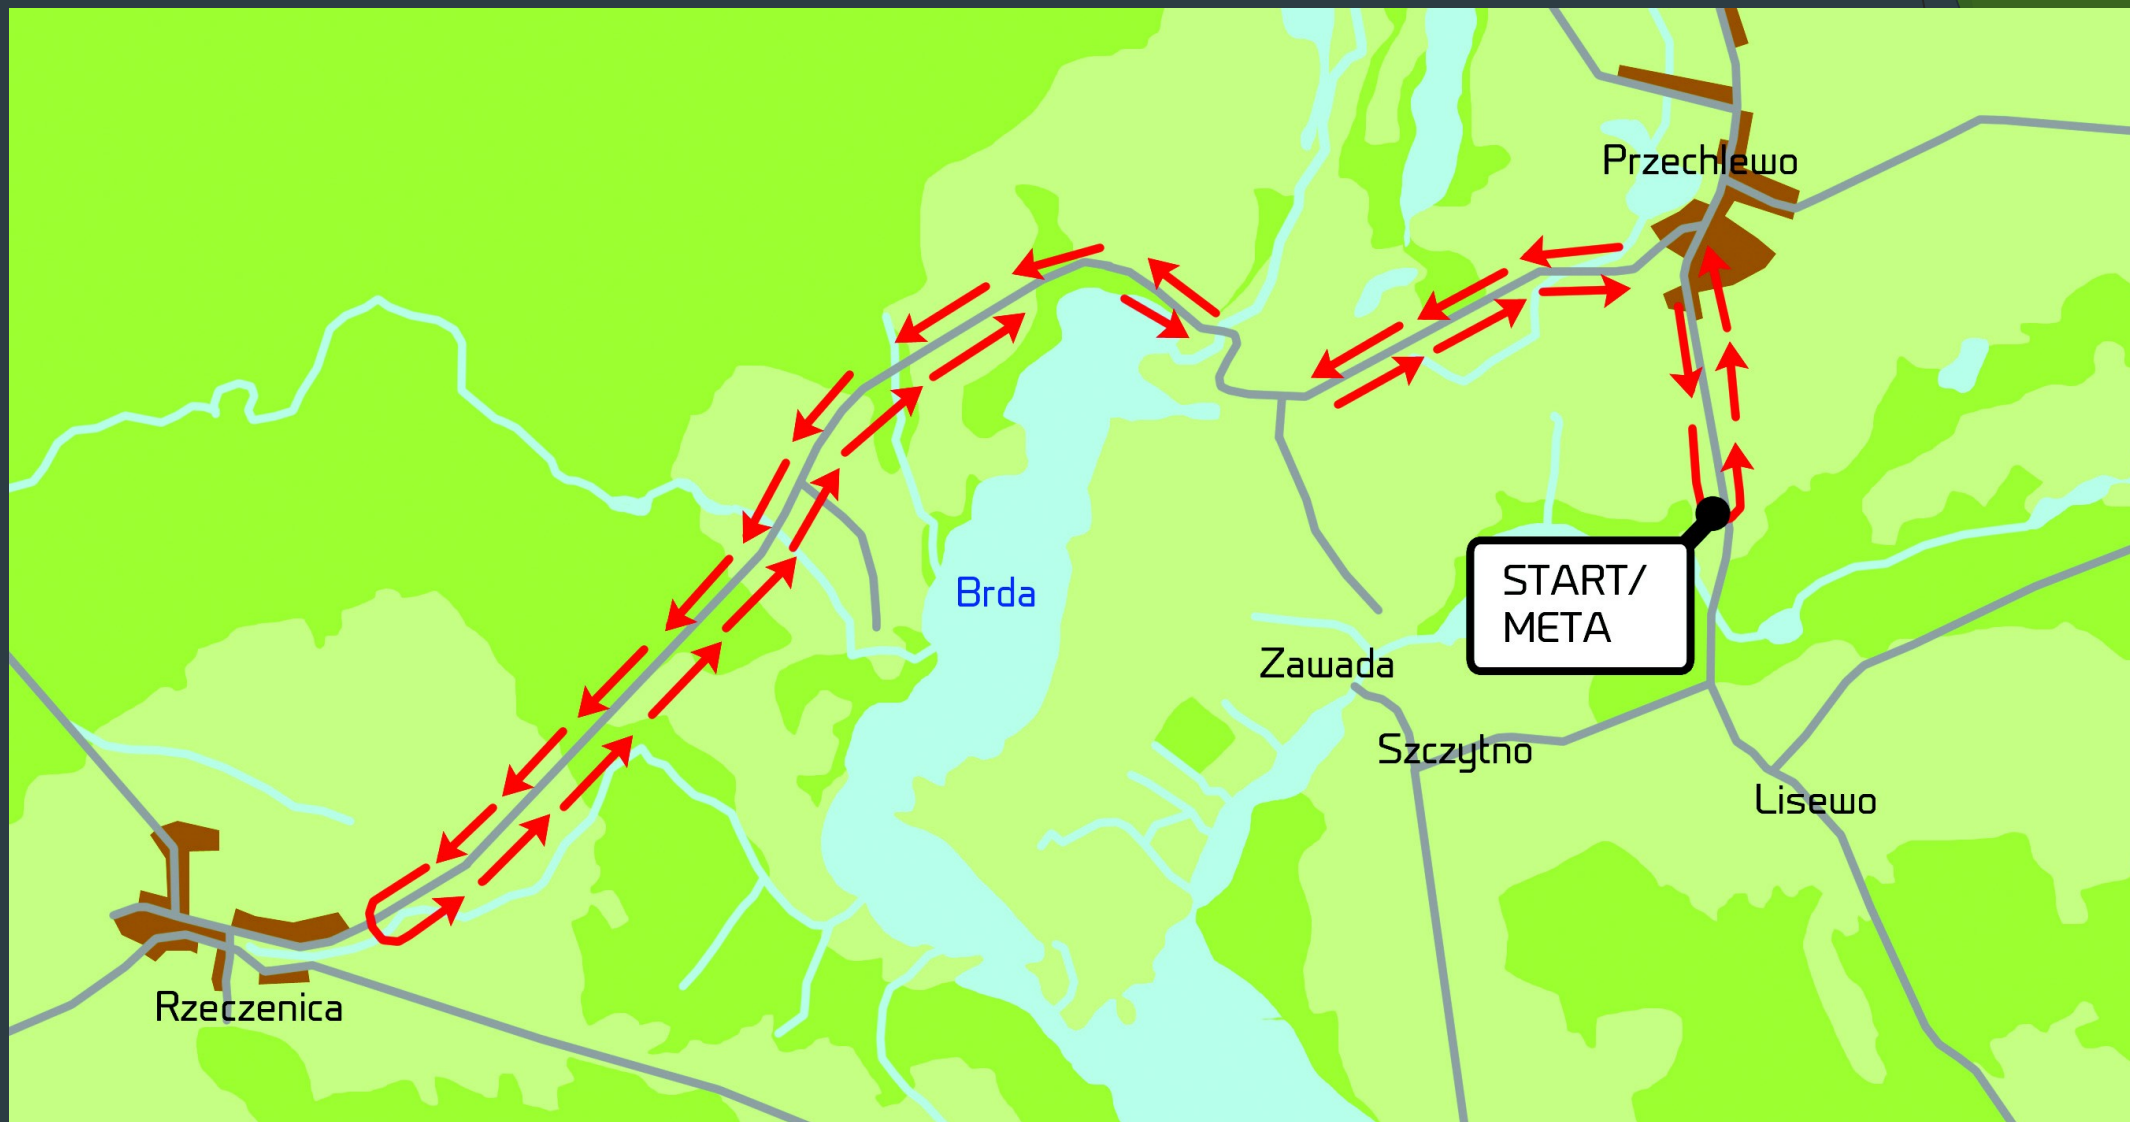 Przechlewo
Brda
START/
META
Zawada
Szczytno
Lisewo
Rzeczenica